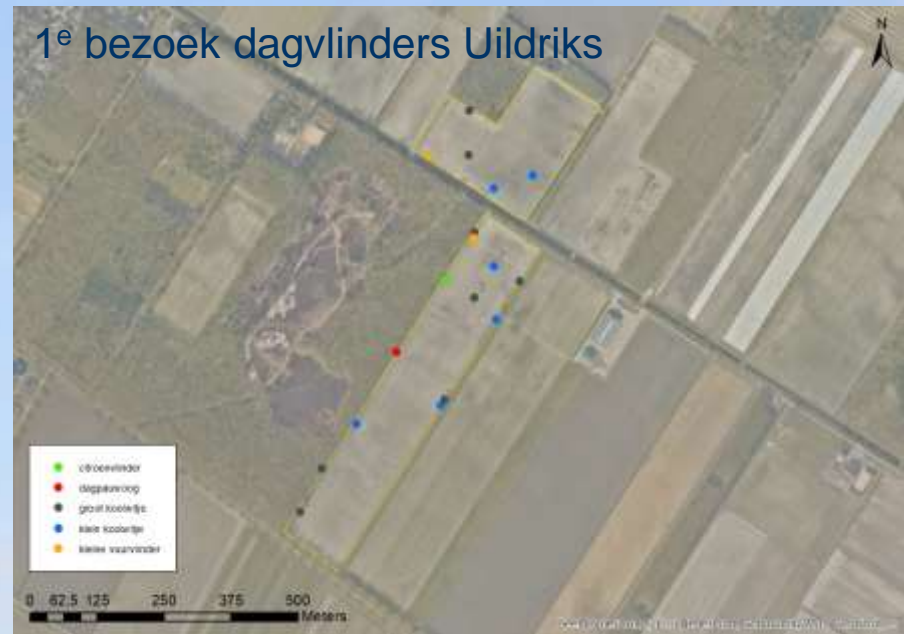 1e bezoek dagvlinders Uildriks
N
citroenvlinder
dagpauwoog
groot koolwitje
klein koolwitje
kleine vuurvlinder
0 62,5 125 250 375 500
Meters